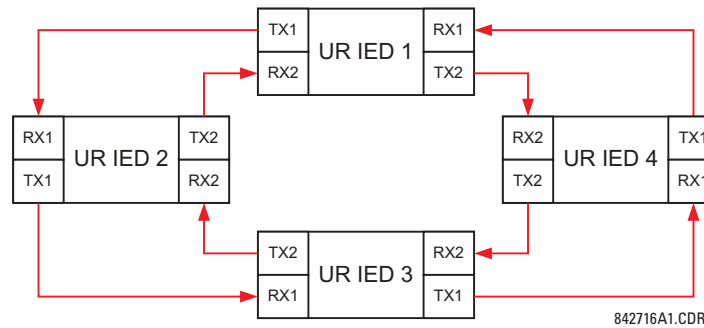 TX1
UR IED 1
RX1
RX2
TX2
RX1
UR IED 2
TX2
TX1
RX2
RX2
UR IED 4
TX1
TX2
RX1
TX2
UR IED 3
RX2
RX1
TX1
842716A1.CDR